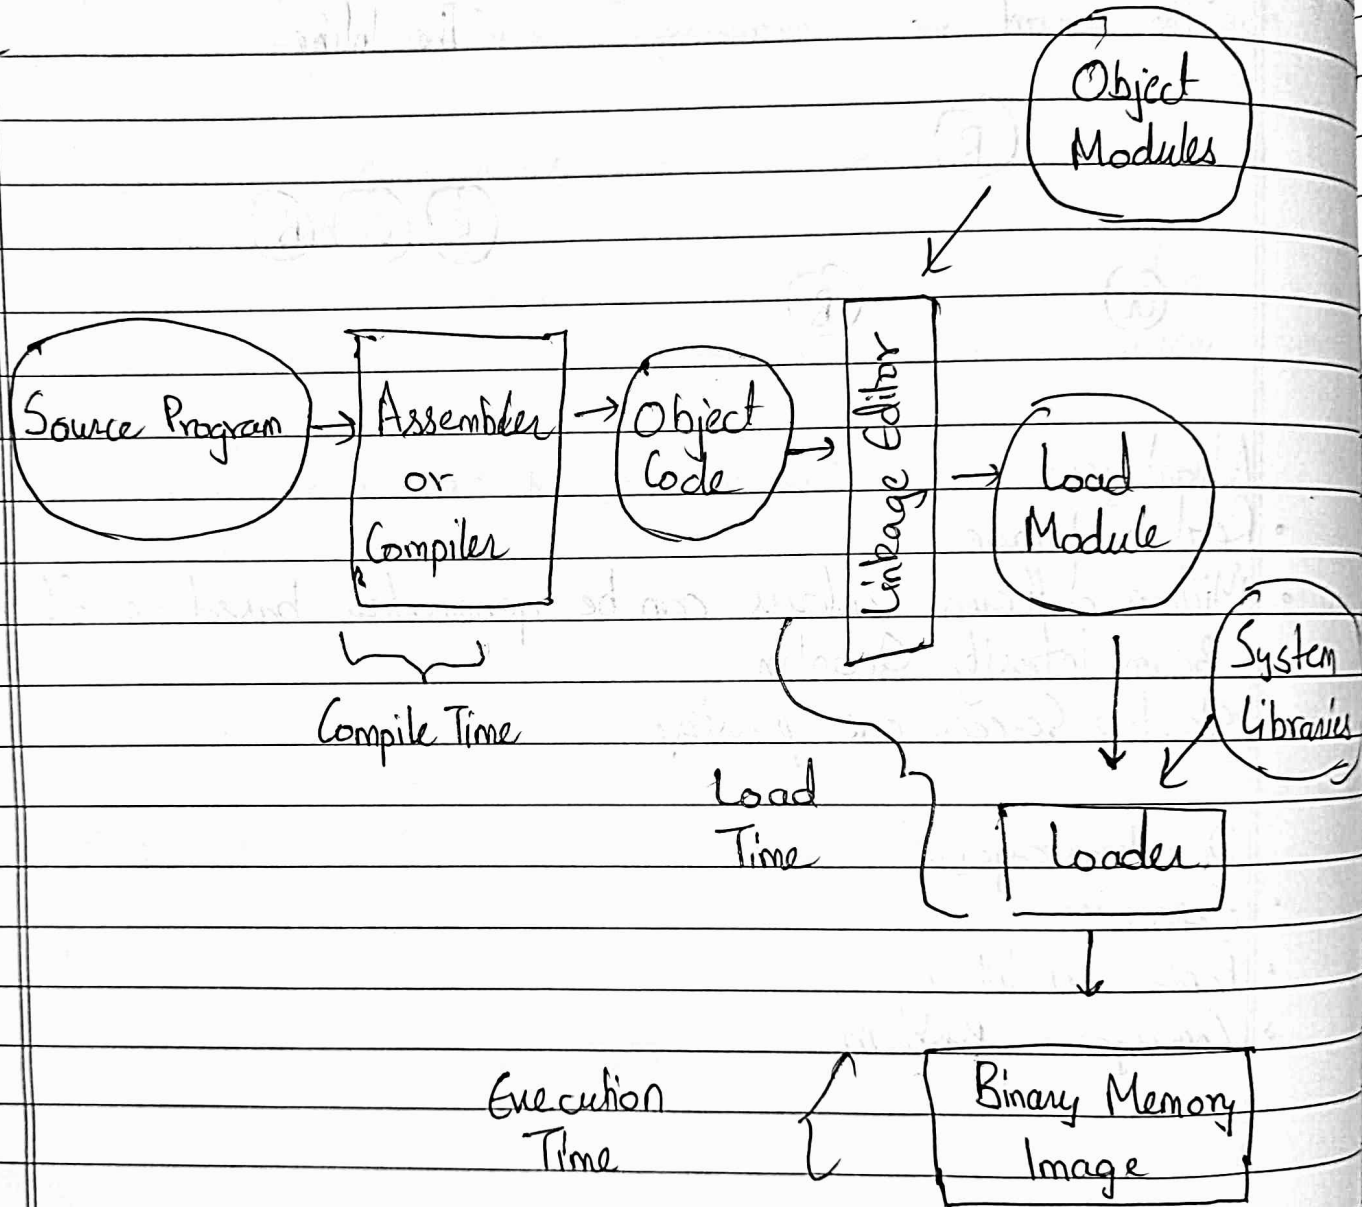 Object
Modules
Source Program
Assembler
or
Compiler
Object
Code
Linkage Editor
Load
Module
System
Libraries
Compile Time
Load
Time
Loader
Execution
Time
Binary Memory
Image